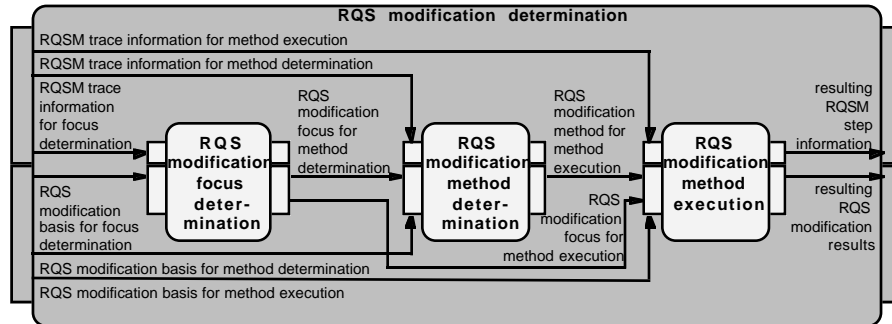 RQS modification determination
RQSM trace information for method execution
RQSM trace information for method determination
RQSM trace
information
for focus
determination
RQS
modification
focus for
method
determination
RQS
modification
method for
method
execution
resulting
RQSM
step
information
RQS
modification
focus
deter-
mination
RQS
modification
method
deter-
mination
RQS
modification
method
execution
RQS
modification
basis for focus
determination
RQS
modification
focus for
method execution
resulting
RQS
modification
results
RQS modification basis for method determination
RQS modification basis for method execution